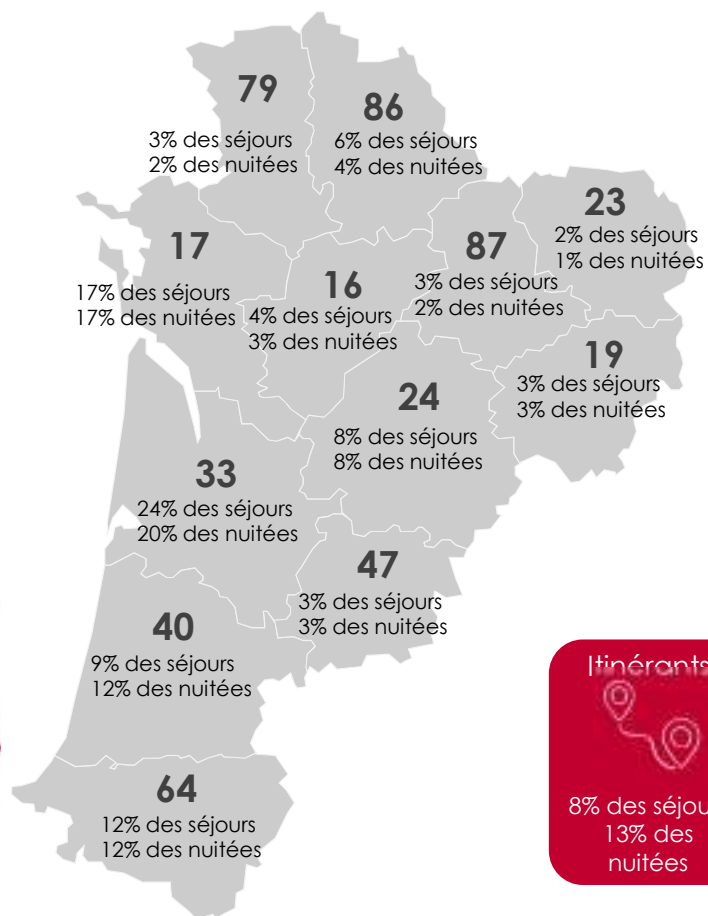 79
3% des séjours
2% des nuitées
86
6% des séjours
4% des nuitées
23
2% des séjours
1% des nuitées
17
17% des séjours
17% des nuitées
16
4% des séjours
3% des nuitées
87
3% des séjours
2% des nuitées
19
3% des séjours
3% des nuitées
24
8% des séjours
8% des nuitées
33
24% des séjours
20% des nuitées
47
3% des séjours
3% des nuitées
40
9% des séjours
12% des nuitées
64
12% des séjours
12% des nuitées
Itinérants
8% des séjou
13% des
nuitées